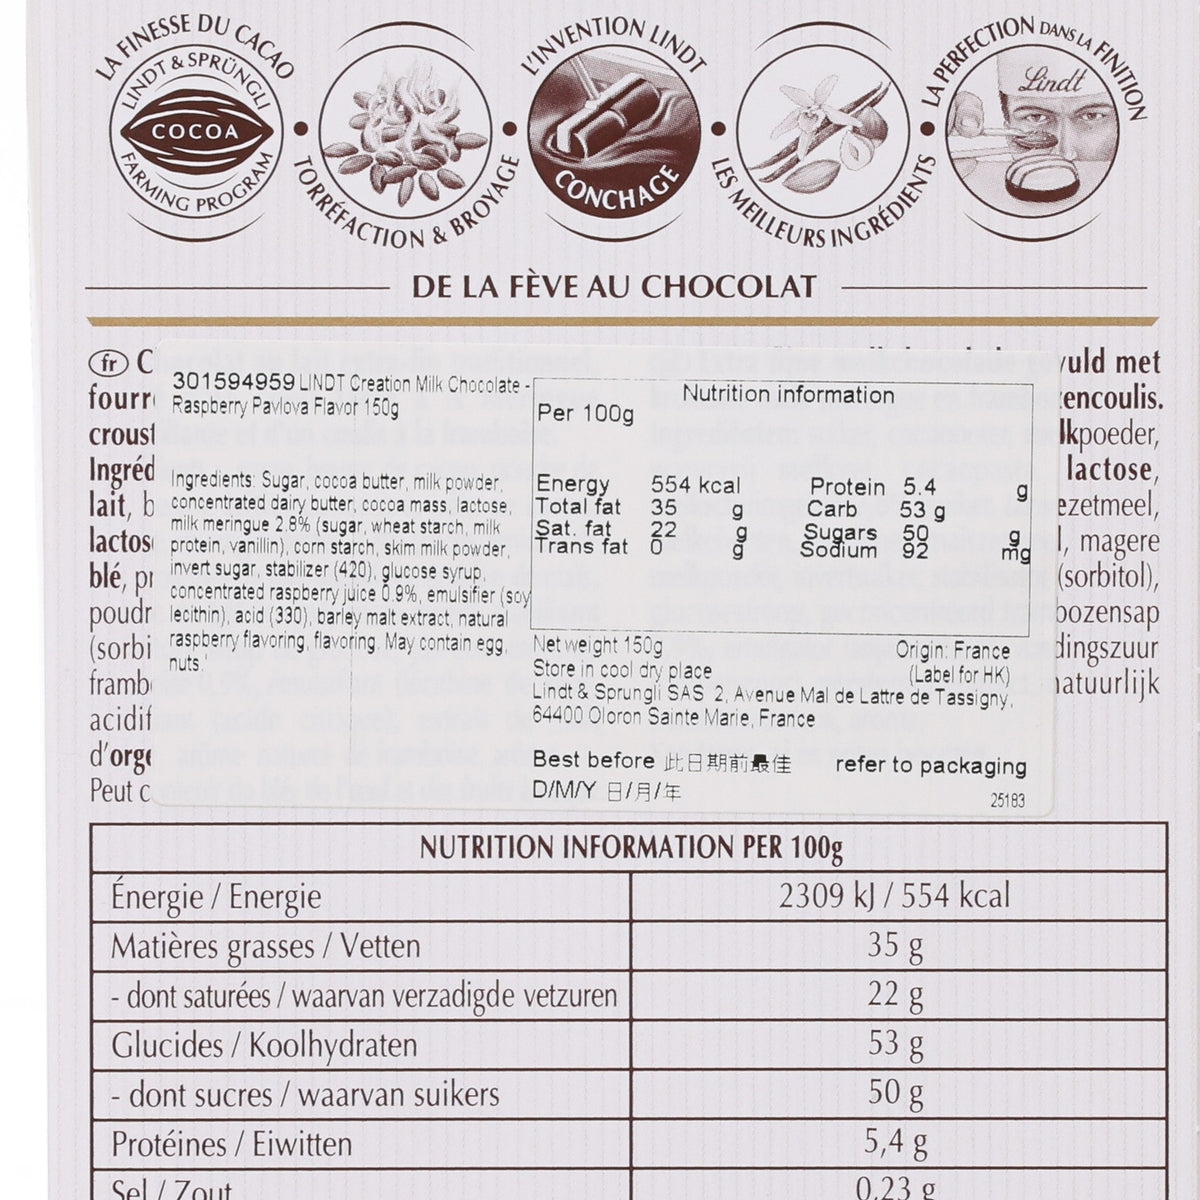 LA FINESSE DU CACAO
LINDT & SPRÜNGLI
COCOA
FARMING PROGRAM
TORRÉFACTION & BROYAGE
L'INVENTION LINDT
CONCHAGE
LES MEILLEURS INGRÉDIENTS
LA PERFECTION DANS LA FINITION
Lindt
DE LA FÈVE AU CHOCOLAT
fr C
fourr
croust
Ingréd
lait, b
lactos
blé, pr
poudr
(sorbi
framb
acidif
d'orge
Peut c
301594959 LINDT Creation Milk Chocolate -
Raspberry Pavlova Flavor 150g
Ingredients: Sugar, cocoa butter, milk powder,
concentrated dairy butter, cocoa mass, lactose,
milk meringue 2.8% (sugar, wheat starch, milk
protein, vanillin), corn starch, skim milk powder,
invert sugar, stabilizer (420), glucose syrup,
concentrated raspberry juice 0.9%, emulsifier (soy
lecithin), acid (330), barley malt extract, natural
raspberry flavoring, flavoring. May contain egg,
nuts.
Nutrition information
Per 100g
Energy 554 kcal Protein 5.4 g
Total fat 35 g Carb 53 g
Sat. fat 22 g Sugars 50 g
Trans fat 0 g Sodium 92 mg
Net weight 150g Origin: France
Store in cool dry place (Label for HK)
Lindt & Sprungli SAS 2, Avenue Mal de Lattre de Tassigny,
64400 Oloron Sainte Marie, France
Best before 此日期前最佳 refer to packaging
D/M/Y 日/月/年
25183
vuld met
encoulis.
lkpoeder,
lactose,
ezetmeel,
, magere
(sorbitol),
bozensap
dingszuur
natuurlijk
NUTRITION INFORMATION PER 100g
Énergie / Energie 2309 kJ / 554 kcal
Matières grasses / Vetten 35 g
- dont saturées / waarvan verzadigde vetzuren 22 g
Glucides / Koolhydraten 53 g
- dont sucres / waarvan suikers 50 g
Protéines / Eiwitten 5,4 g
Sel / Zout 0,23 g